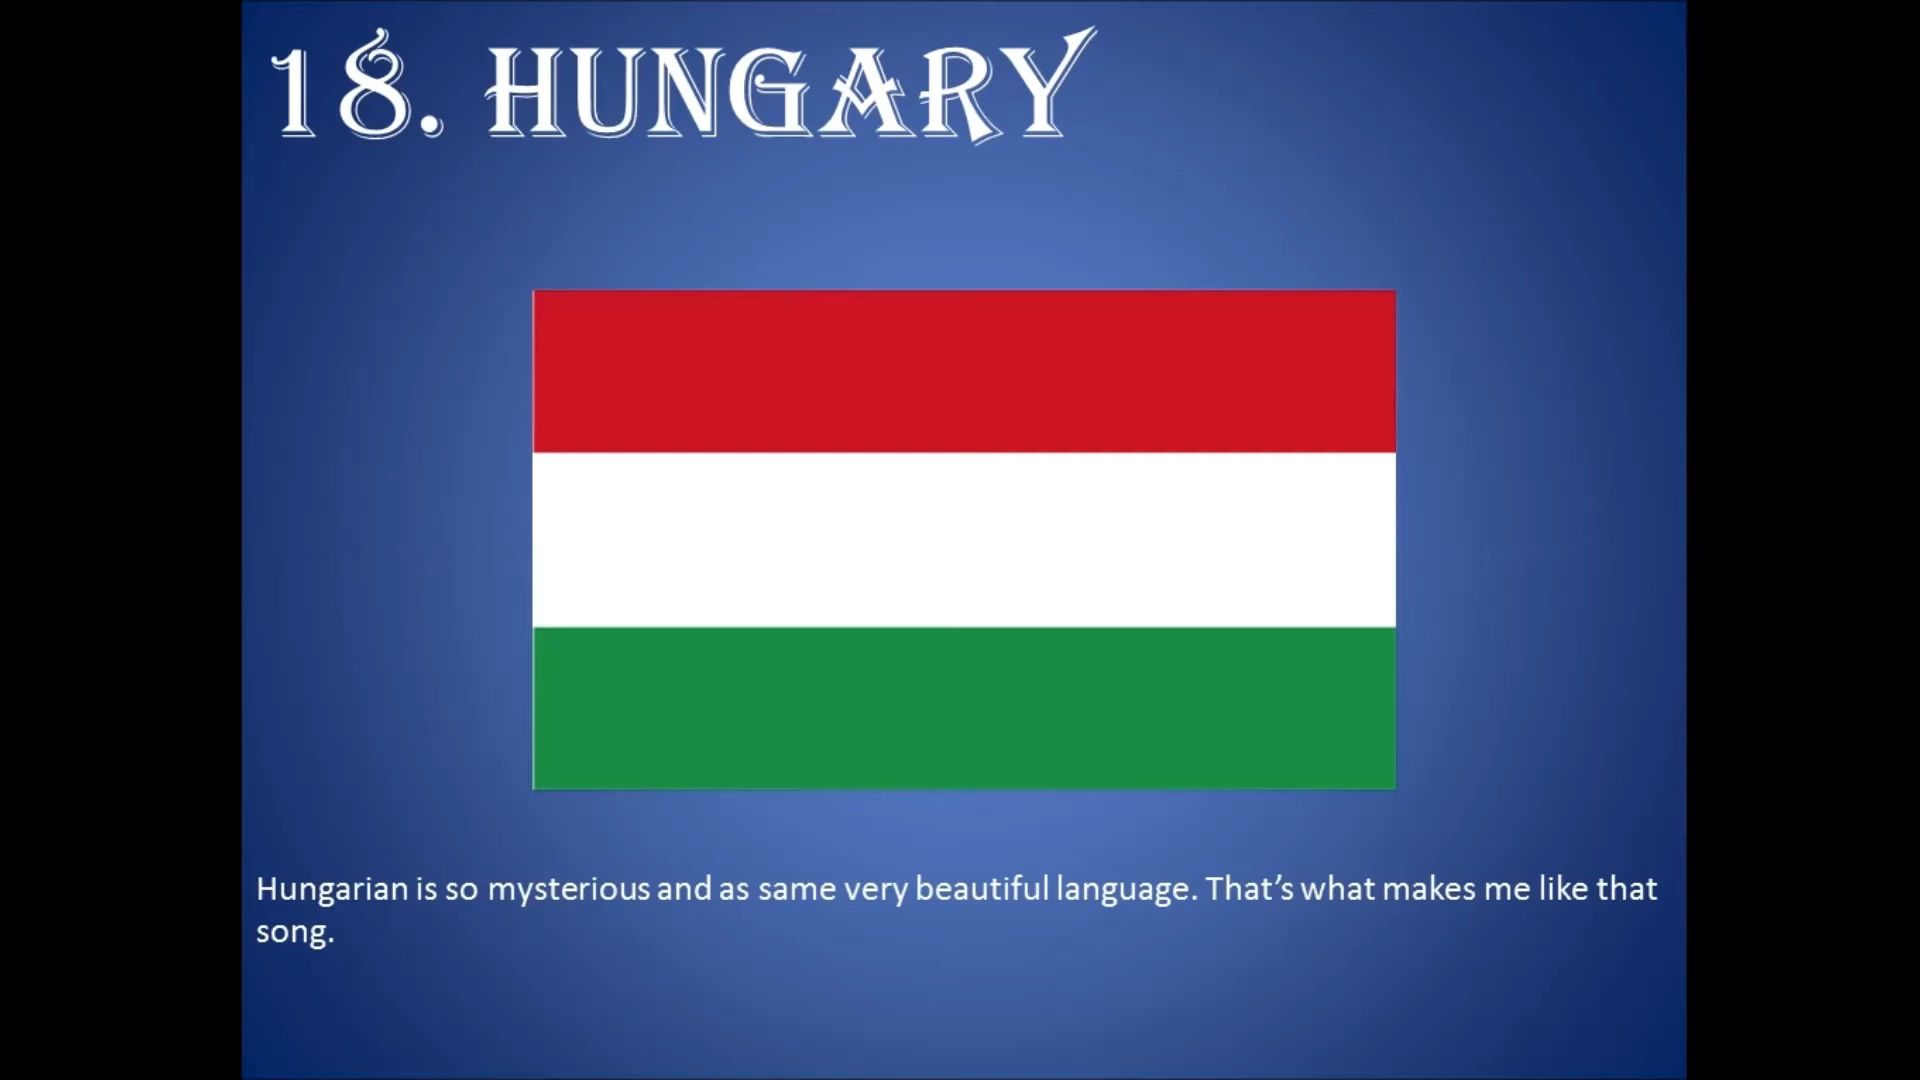 18. HUNGARY
Hungarian is so mysterious and as same very beautiful language. That’s what makes me like that
song.